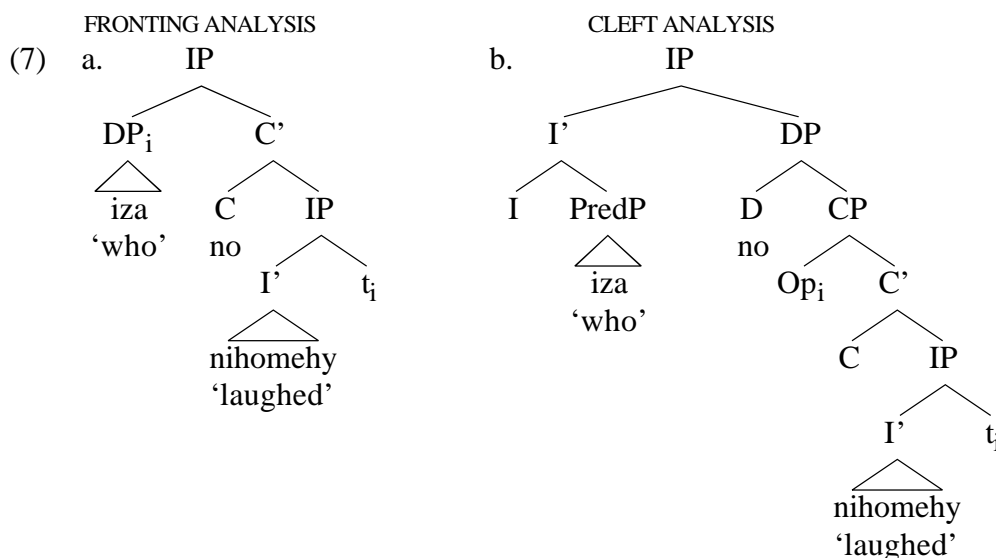 FRONTING ANALYSIS CLEFT ANALYSIS
(7) a. IP b. IP
DPi C’ I’ DP
iza C IP I PredP D CP
‘who’ no iza no
I’ ti ‘who’ Opi C’
nihomehy C IP
‘laughed’
I’ ti
nihomehy
‘laughed’